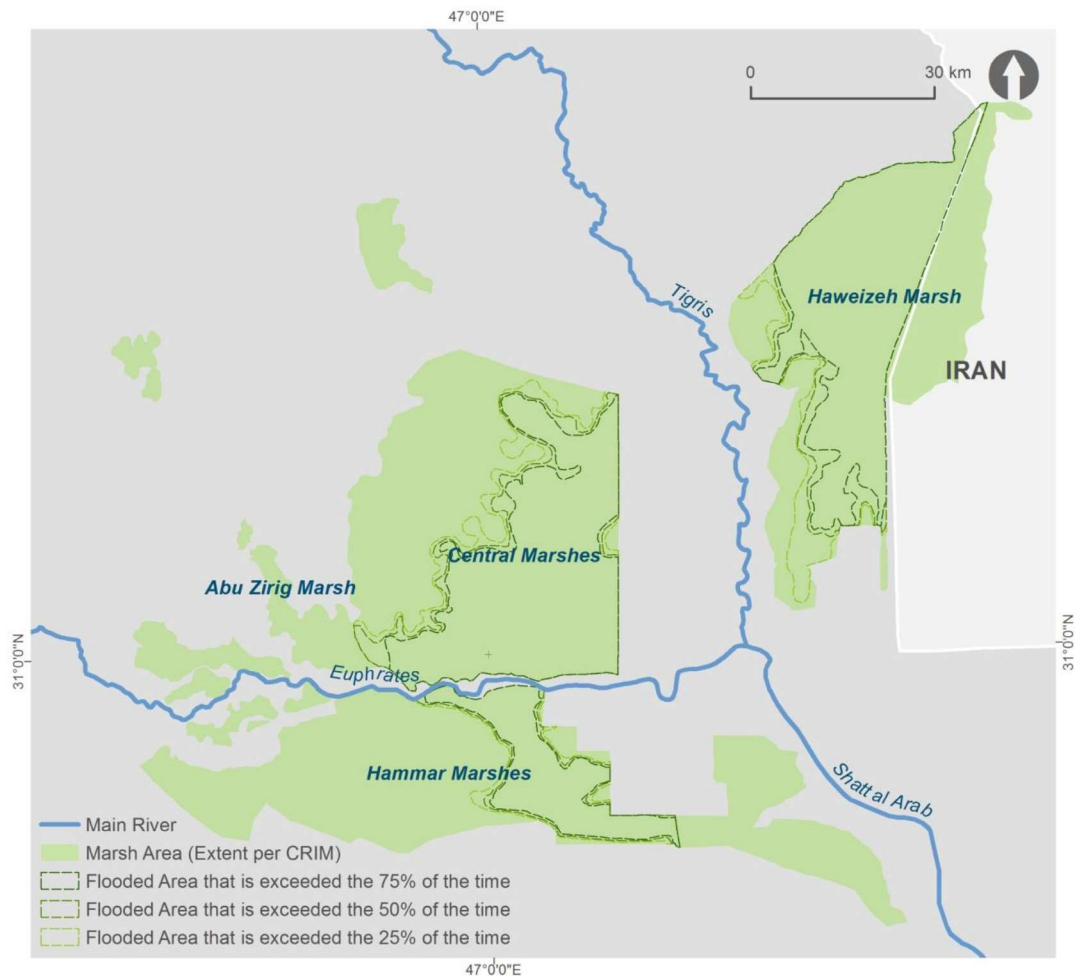 47°0'0"E
0 30 km
Tigris
Haweizeh Marsh
IRAN
Central Marshes
Abu Zirig Marsh
31°0'0"N
31°0'0"N
Euphrates
Hammar Marshes
Shatt al Arab
Main River
Marsh Area (Extent per CRIM)
Flooded Area that is exceeded the 75% of the time
Flooded Area that is exceeded the 50% of the time
Flooded Area that is exceeded the 25% of the time
47°0'0"E